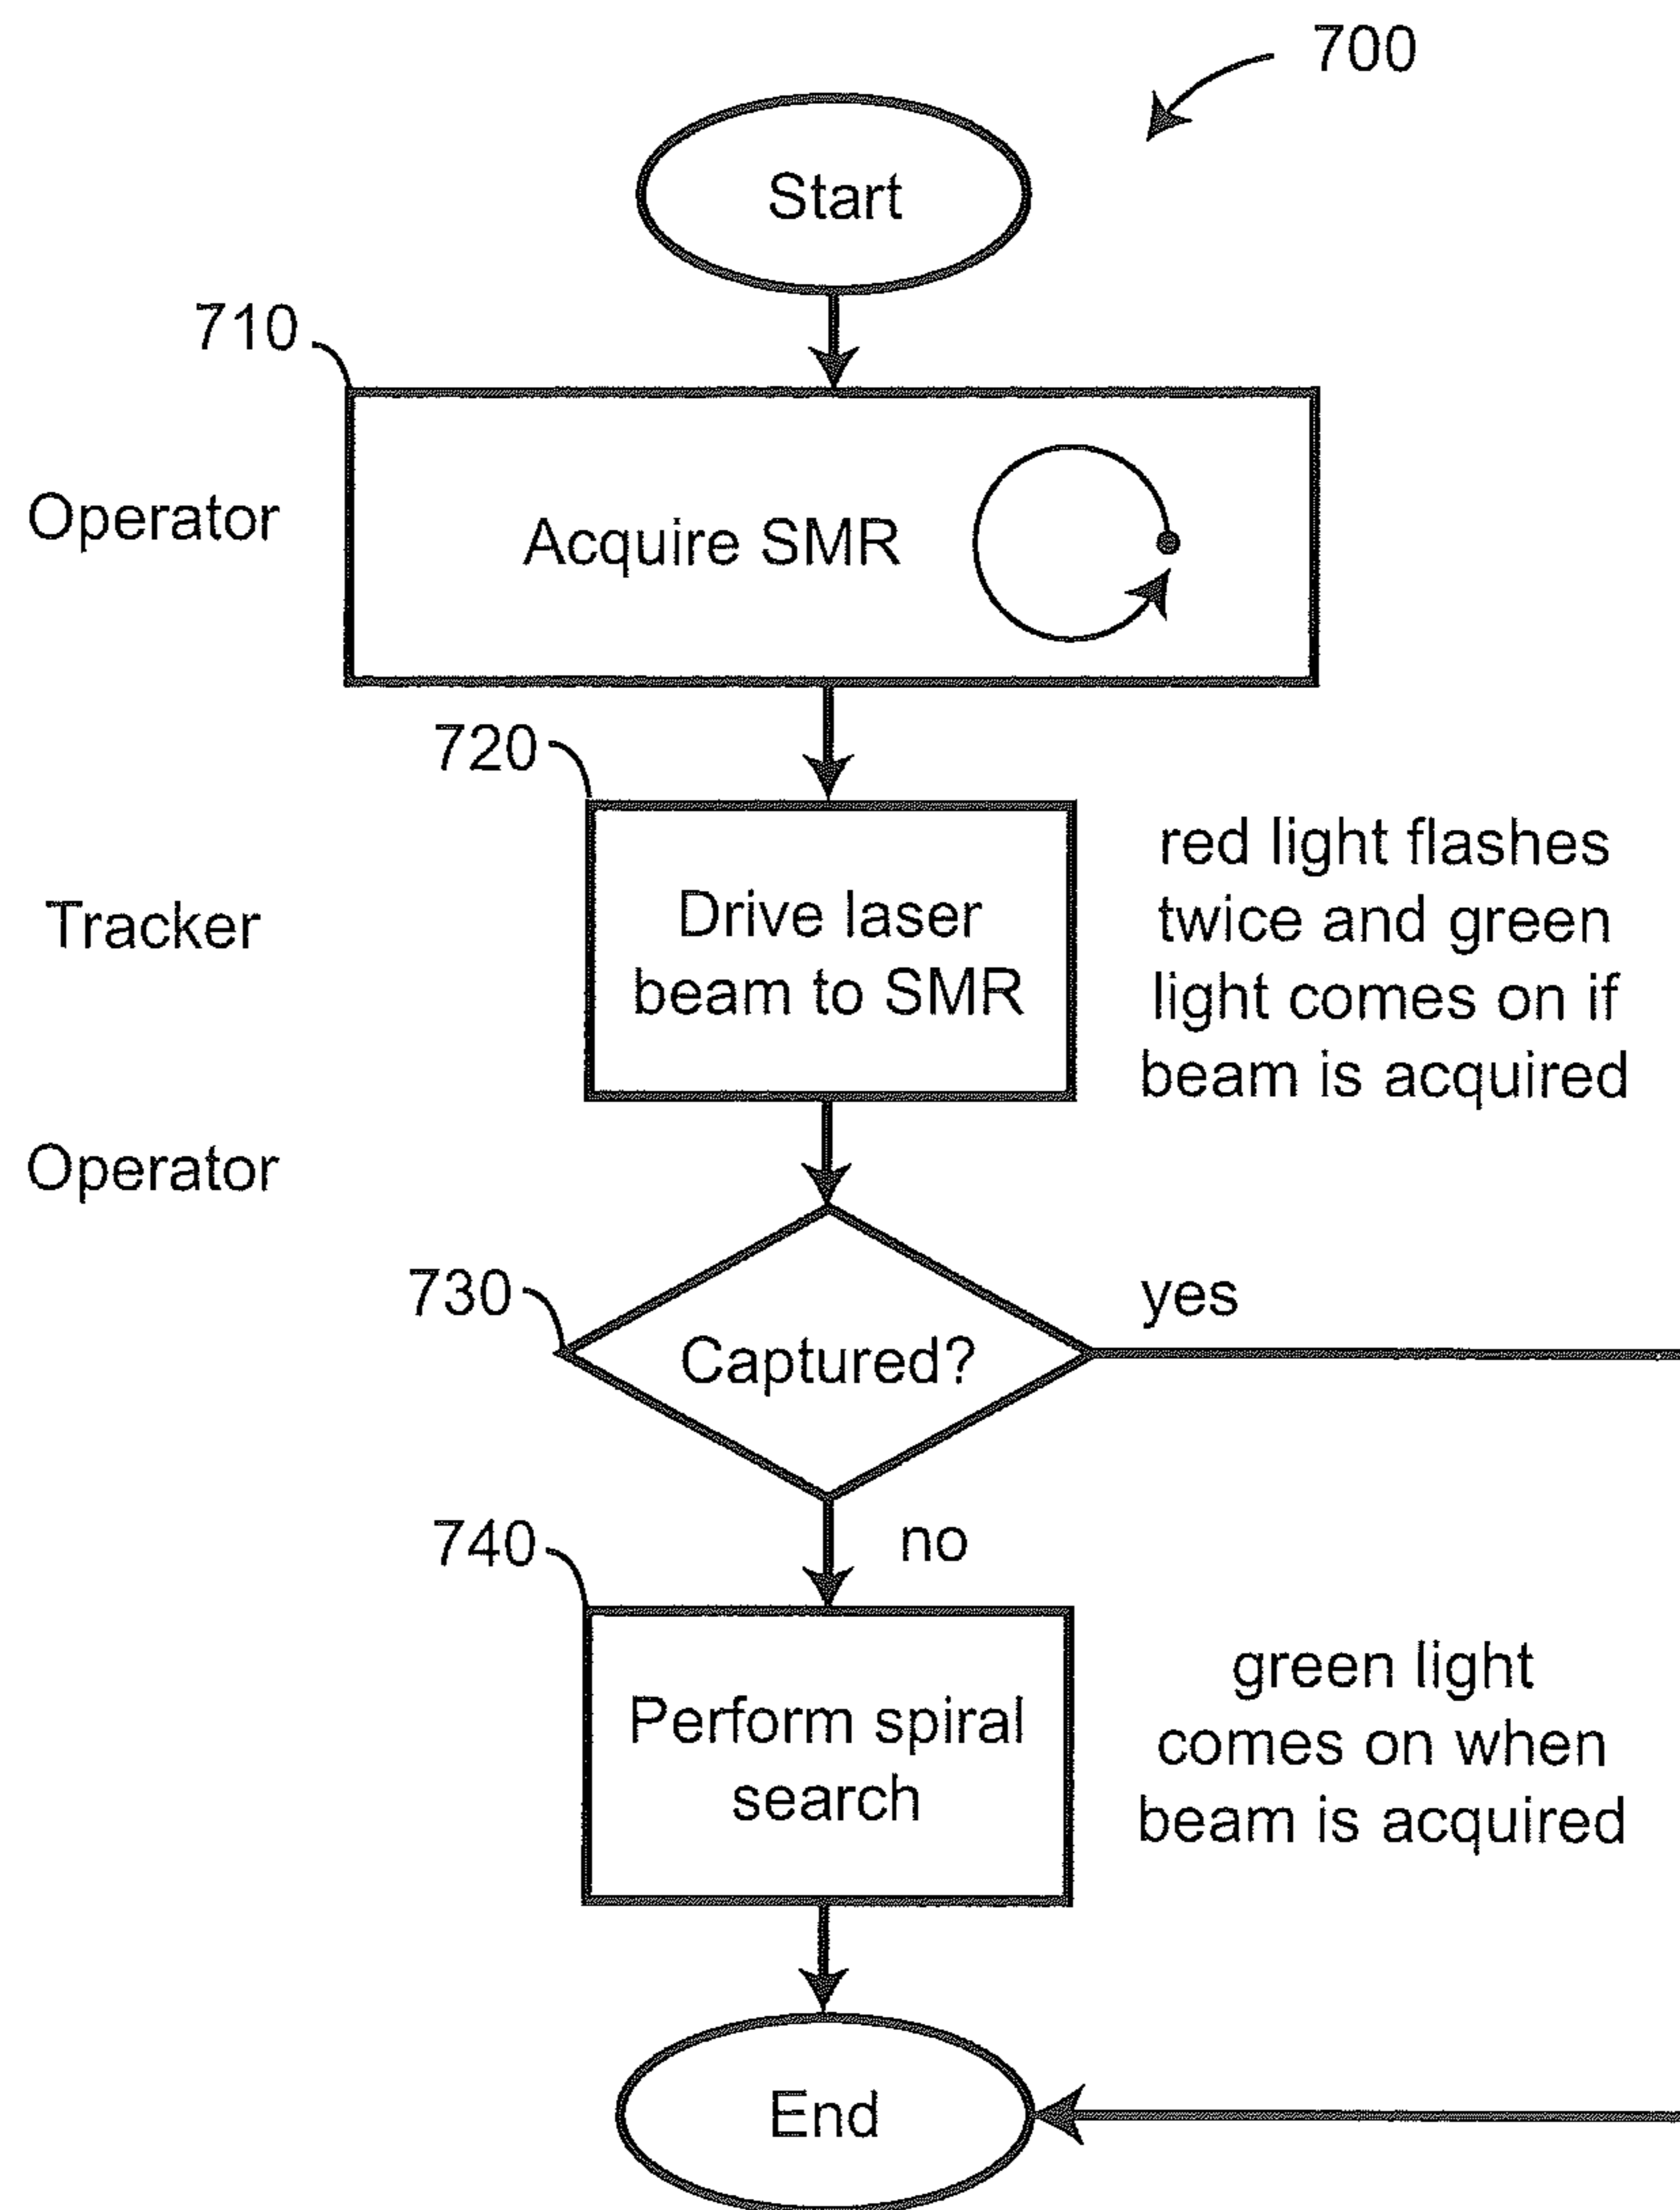 700
Start
710
Operator
Acquire SMR
720
Tracker
Drive laser
beam to SMR
red light flashes
twice and green
light comes on if
beam is acquired
Operator
730
Captured?
yes
no
740
Perform spiral
search
green light
comes on when
beam is acquired
End